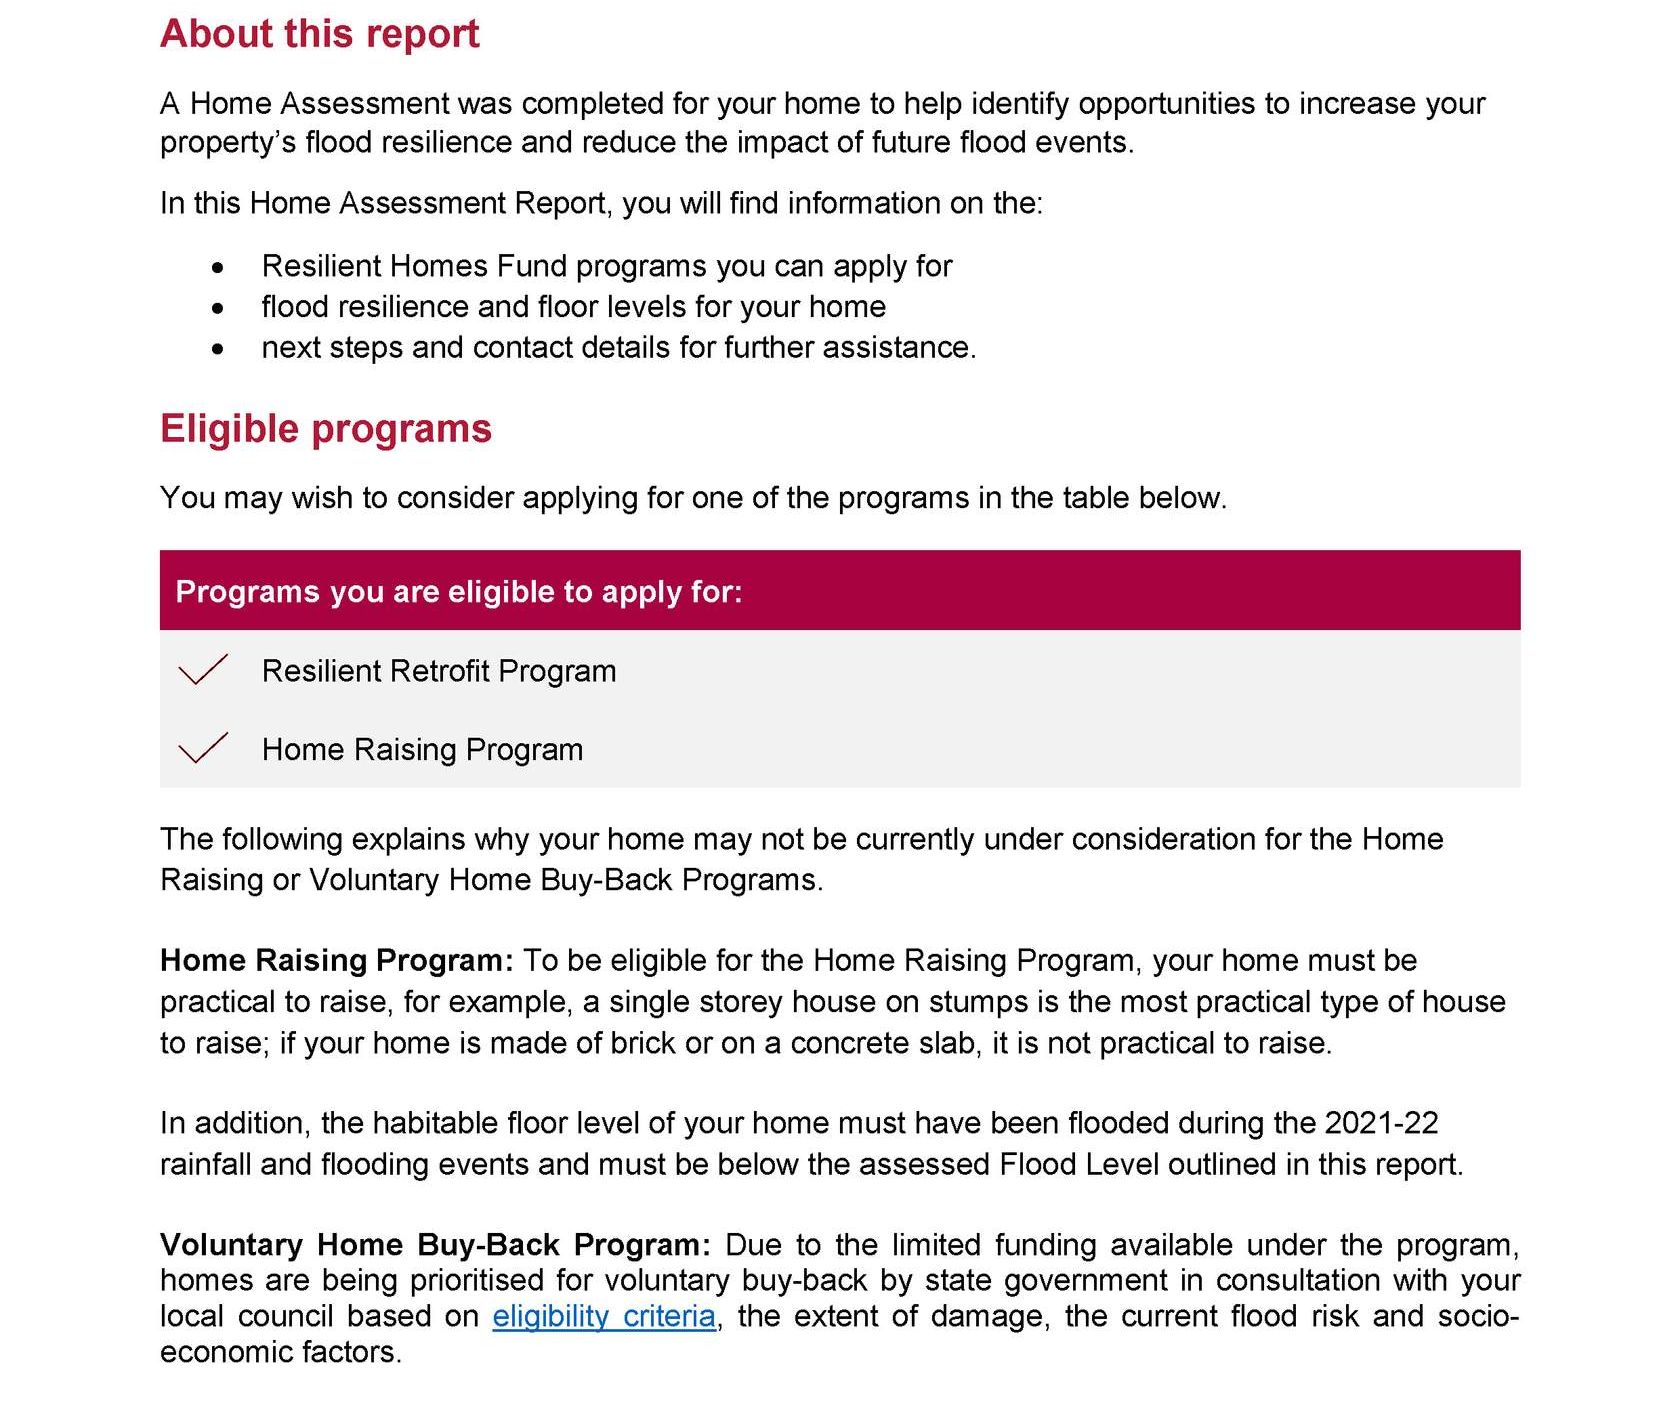 About this report
A Home Assessment was completed for your home to help identify opportunities to increase your
property’s flood resilience and reduce the impact of future flood events.
In this Home Assessment Report, you will find information on the:
• Resilient Homes Fund programs you can apply for
• flood resilience and floor levels for your home
• next steps and contact details for further assistance.
Eligible programs
You may wish to consider applying for one of the programs in the table below.
Programs you are eligible to apply for:
Resilient Retrofit Program
Home Raising Program
The following explains why your home may not be currently under consideration for the Home
Raising or Voluntary Home Buy-Back Programs.
Home Raising Program: To be eligible for the Home Raising Program, your home must be
practical to raise, for example, a single storey house on stumps is the most practical type of house
to raise; if your home is made of brick or on a concrete slab, it is not practical to raise.
In addition, the habitable floor level of your home must have been flooded during the 2021-22
rainfall and flooding events and must be below the assessed Flood Level outlined in this report.
Voluntary Home Buy-Back Program: Due to the limited funding available under the program,
homes are being prioritised for voluntary buy-back by state government in consultation with your
local council based on eligibility criteria, the extent of damage, the current flood risk and socio-
economic factors.